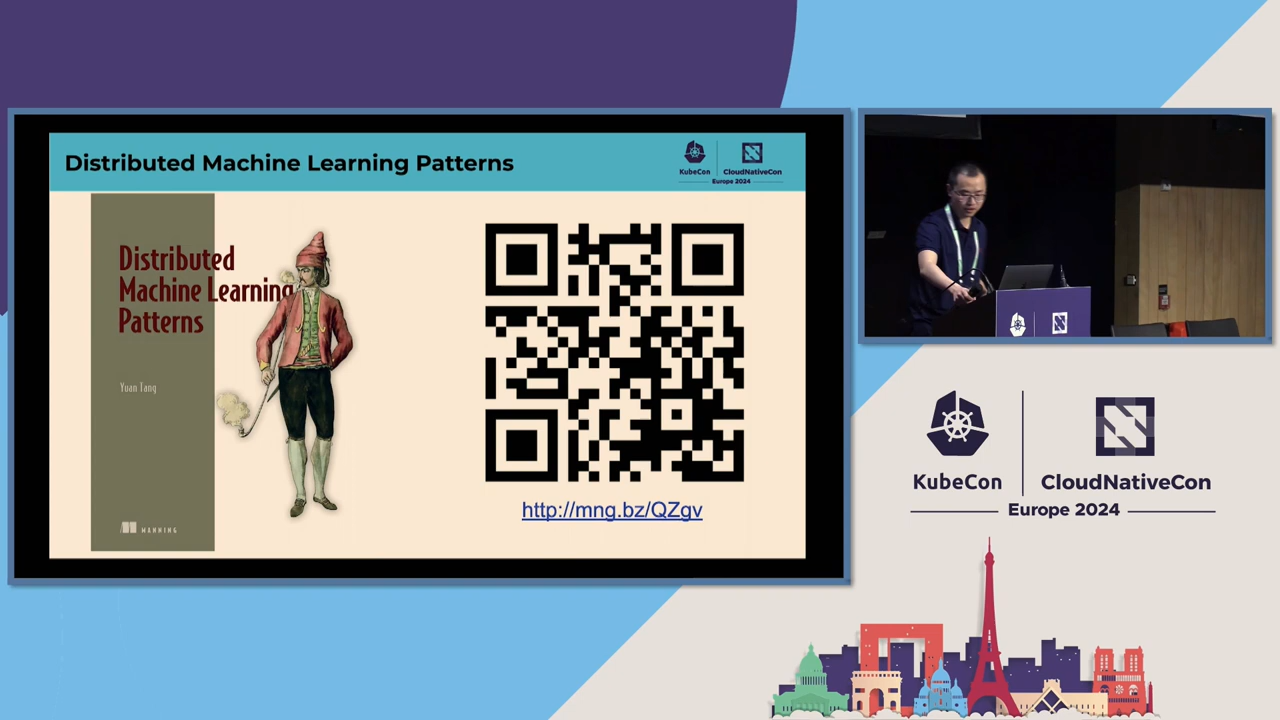 Distributed Machine Learning Patterns
KubeCon
CloudNativeCon
Europe 2024
Distributed
Machine Learning
Patterns
Yuan Tang
MANNING
http://mng.bz/QZgv
KubeCon
CloudNativeCon
Europe 2024